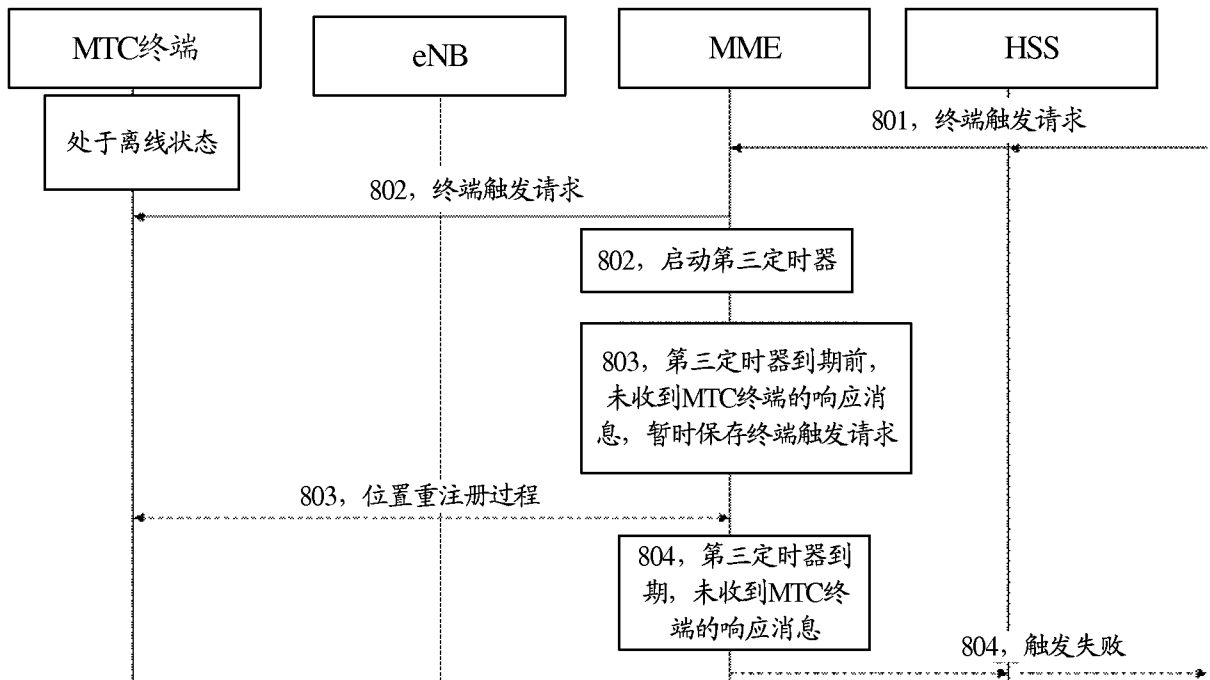 MTC终端
eNB
MME
HSS
处于离线状态
801，终端触发请求
802，终端触发请求
802，启动第三定时器
803，第三定时器到期前，
未收到MTC终端的响应消
息，暂时保存终端触发请求
803，位置重注册过程
804，第三定时器到
期，未收到MTC终
端的响应消息
804，触发失败